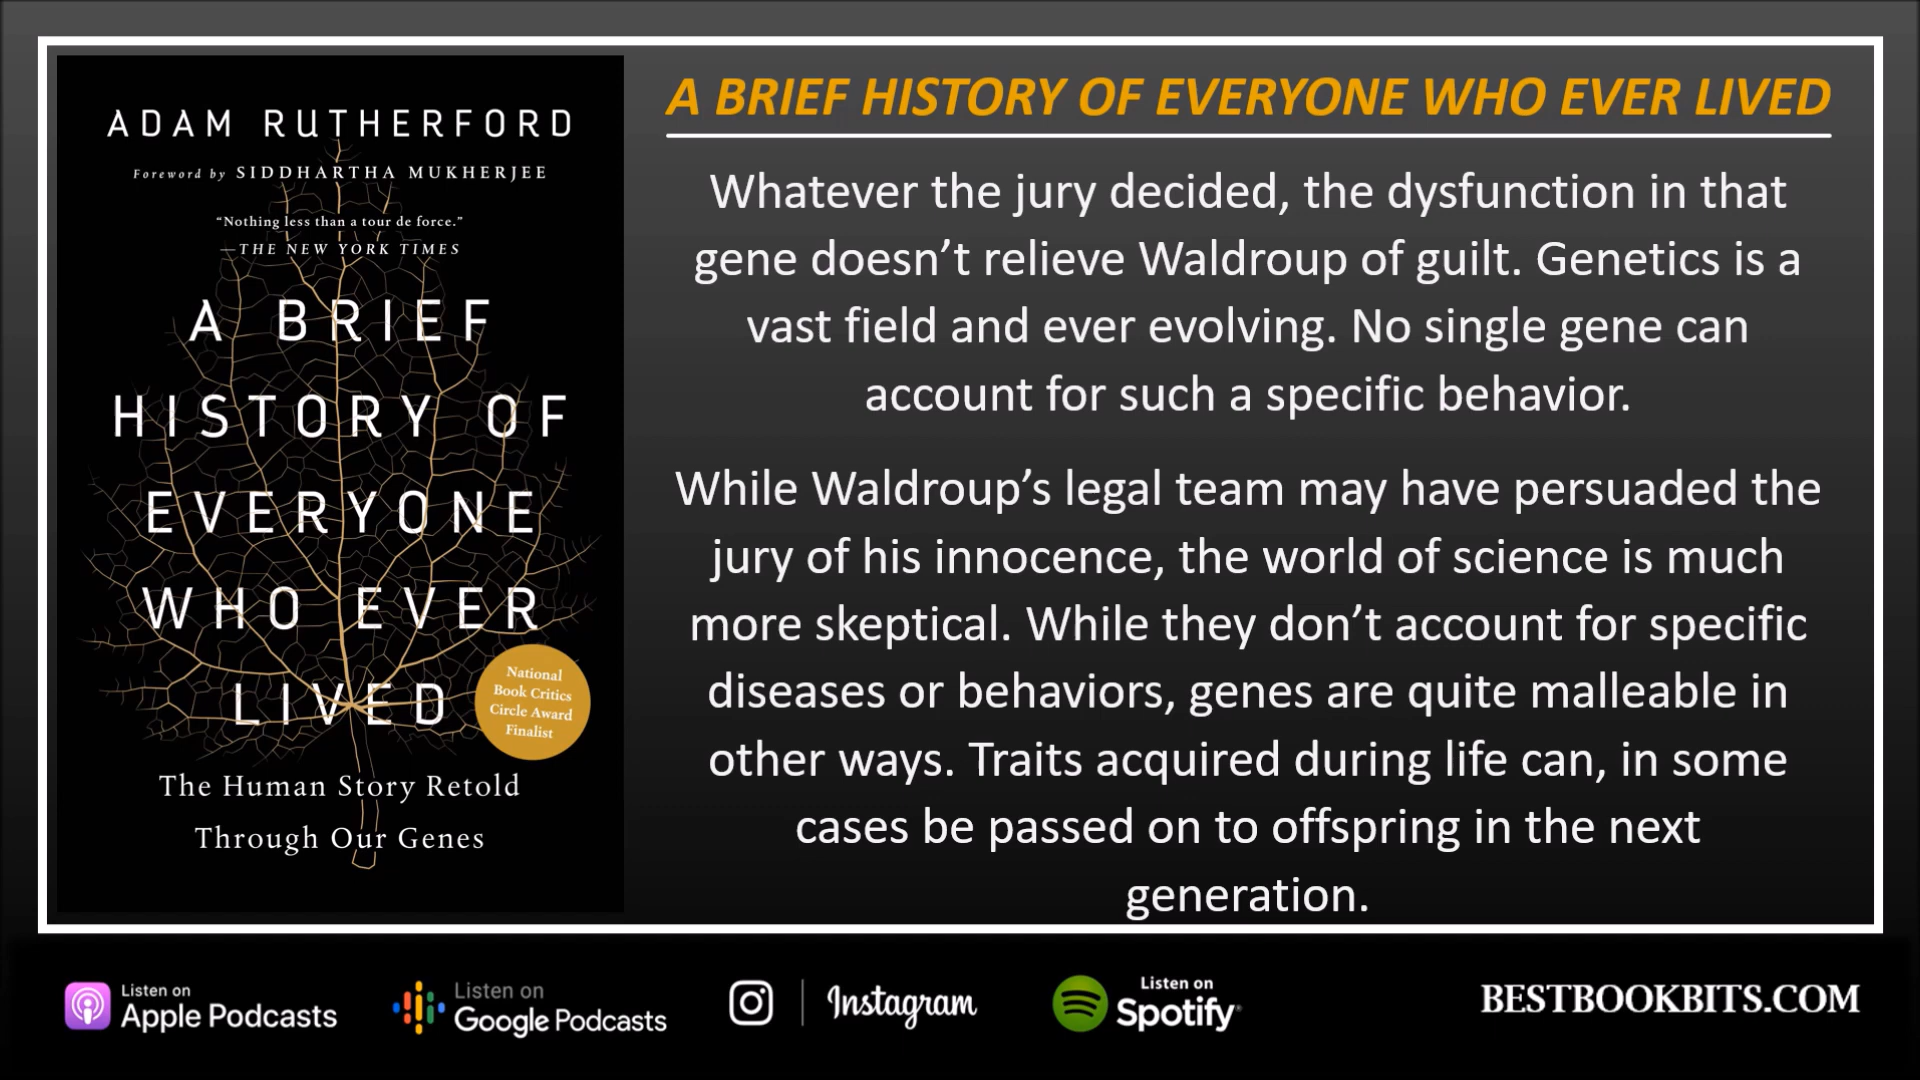 ADAM RUTHERFORD
Foreword by SIDDHARTHA MUKHERJEE
“Nothing less than a tour de force.”
—THE NEW YORK TIMES
A BRIEF
HISTORY OF
EVERYONE
WHO EVER
LIVED
National
Book Critics
Circle Award
Finalist
The Human Story Retold
Through Our Genes
A BRIEF HISTORY OF EVERYONE WHO EVER LIVED
Whatever the jury decided, the dysfunction in that
gene doesn’t relieve Waldroup of guilt. Genetics is a
vast field and ever evolving. No single gene can
account for such a specific behavior.
While Waldroup’s legal team may have persuaded the
jury of his innocence, the world of science is much
more skeptical. While they don’t account for specific
diseases or behaviors, genes are quite malleable in
other ways. Traits acquired during life can, in some
cases be passed on to offspring in the next
generation.
Listen on
Apple Podcasts
Listen on
Google Podcasts
Instagram
Listen on
Spotify
BESTBOOKBITS.COM